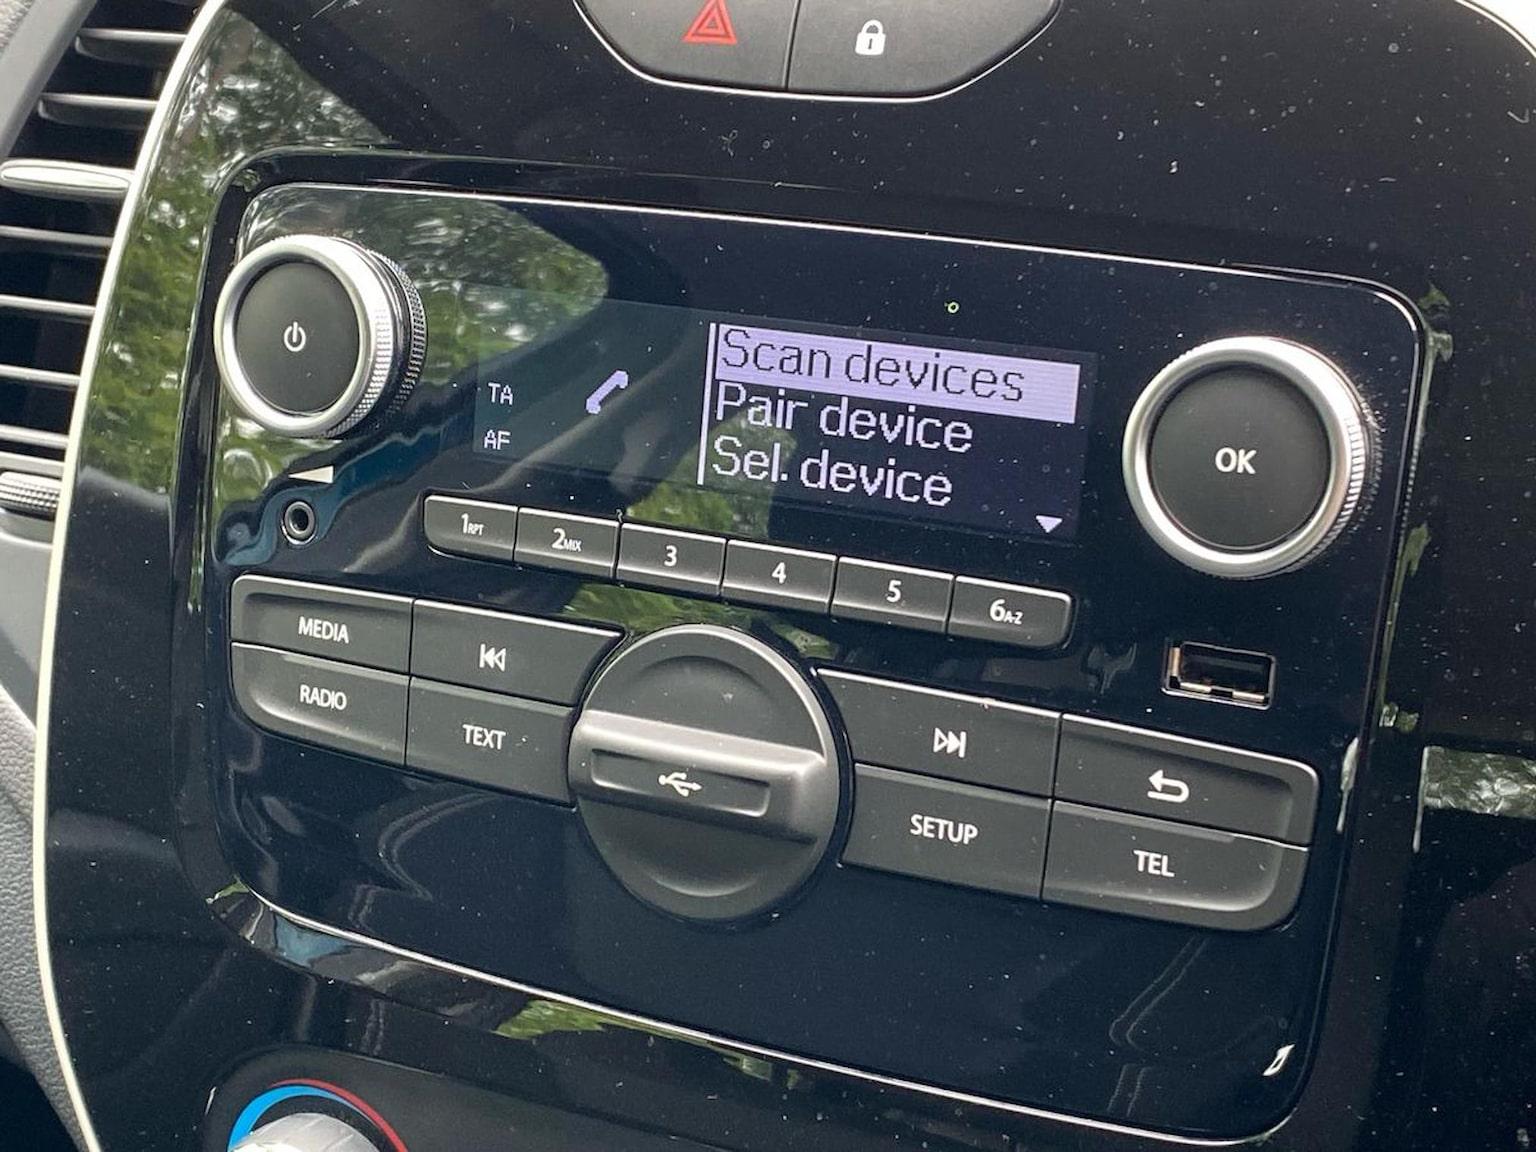 Scan devices
TA
Pair device
AF
Sel. device
OK
1RPT
2MIX
3
4
5
6A-Z
MEDIA
RADIO
TEXT
SETUP
TEL